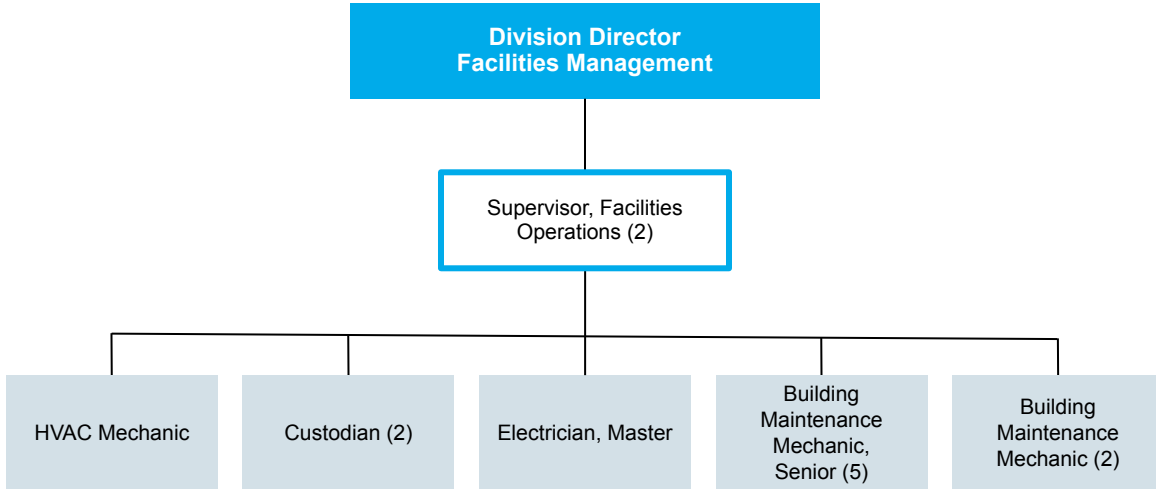 Division Director
Facilities Management
Supervisor, Facilities
Operations (2)
HVAC Mechanic
Custodian (2)
Electrician, Master
Building
Maintenance
Mechanic,
Senior (5)
Building
Maintenance
Mechanic (2)